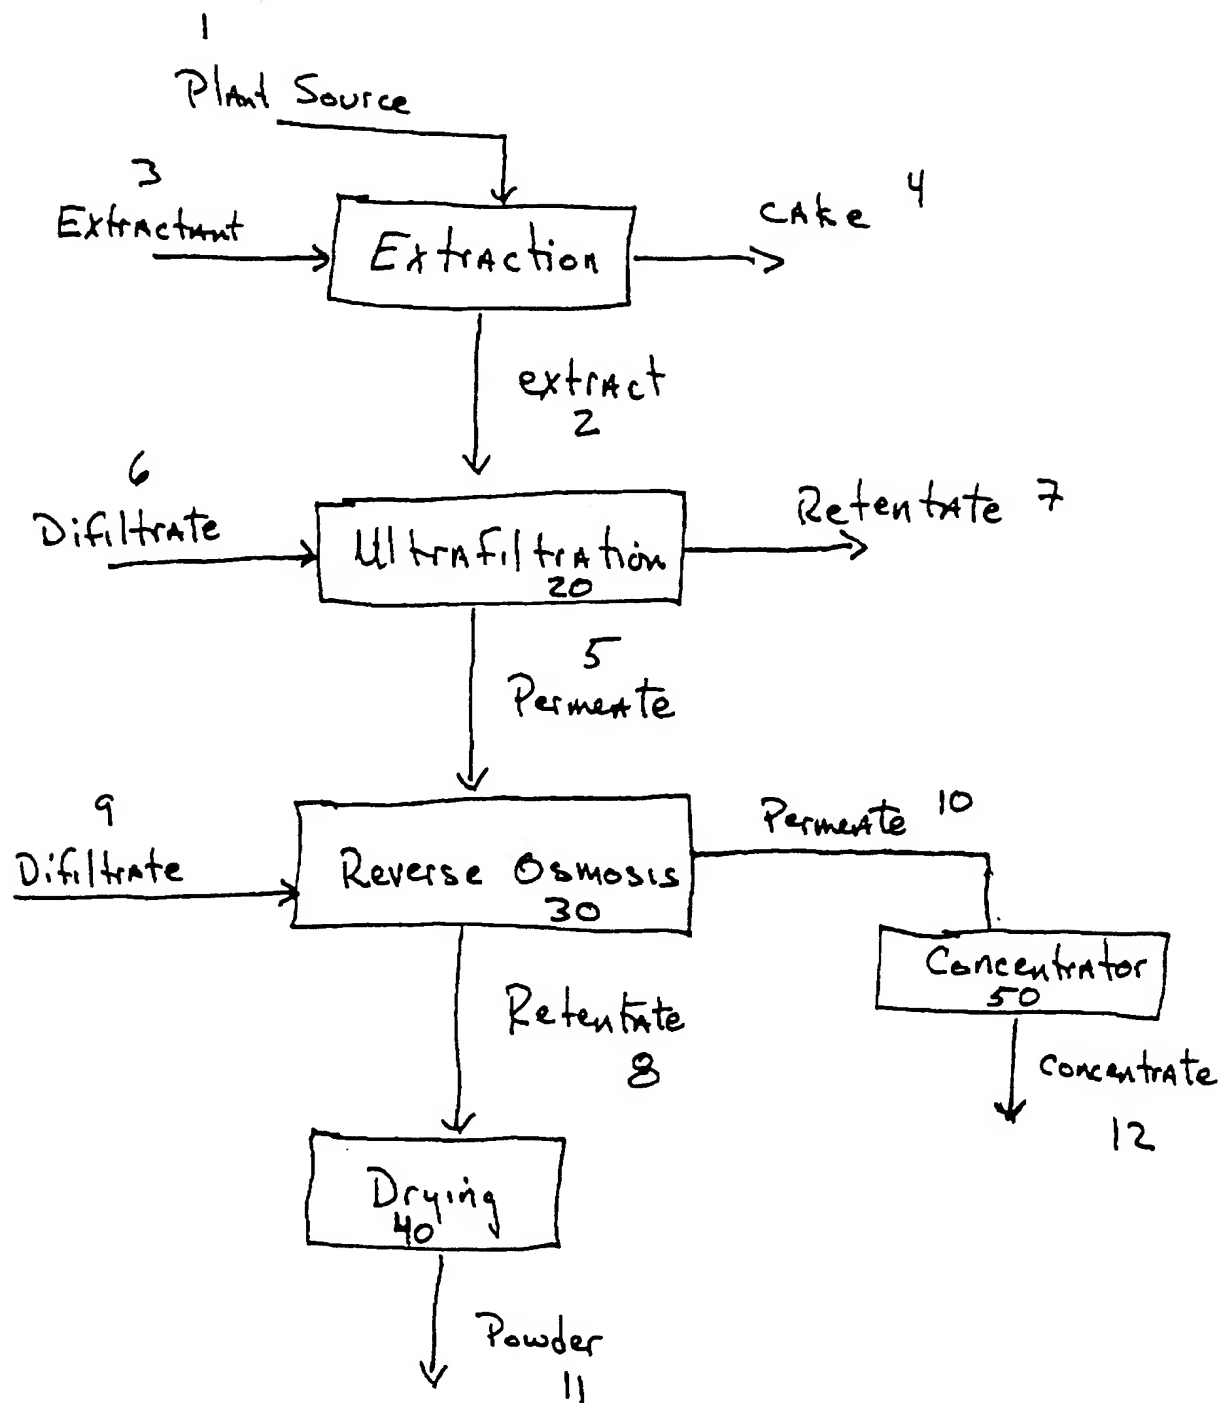 1
Plant Source
3
Extractant
Extraction
Cake 4
extract
2
6
Difiltrate
Ultrafiltration
20
Retentate 7
5
Permeate
9
Difiltrate
Reverse Osmosis
30
Permeate 10
Concentrator
50
Retentate
8
Concentrate
12
Drying
40
Powder
11